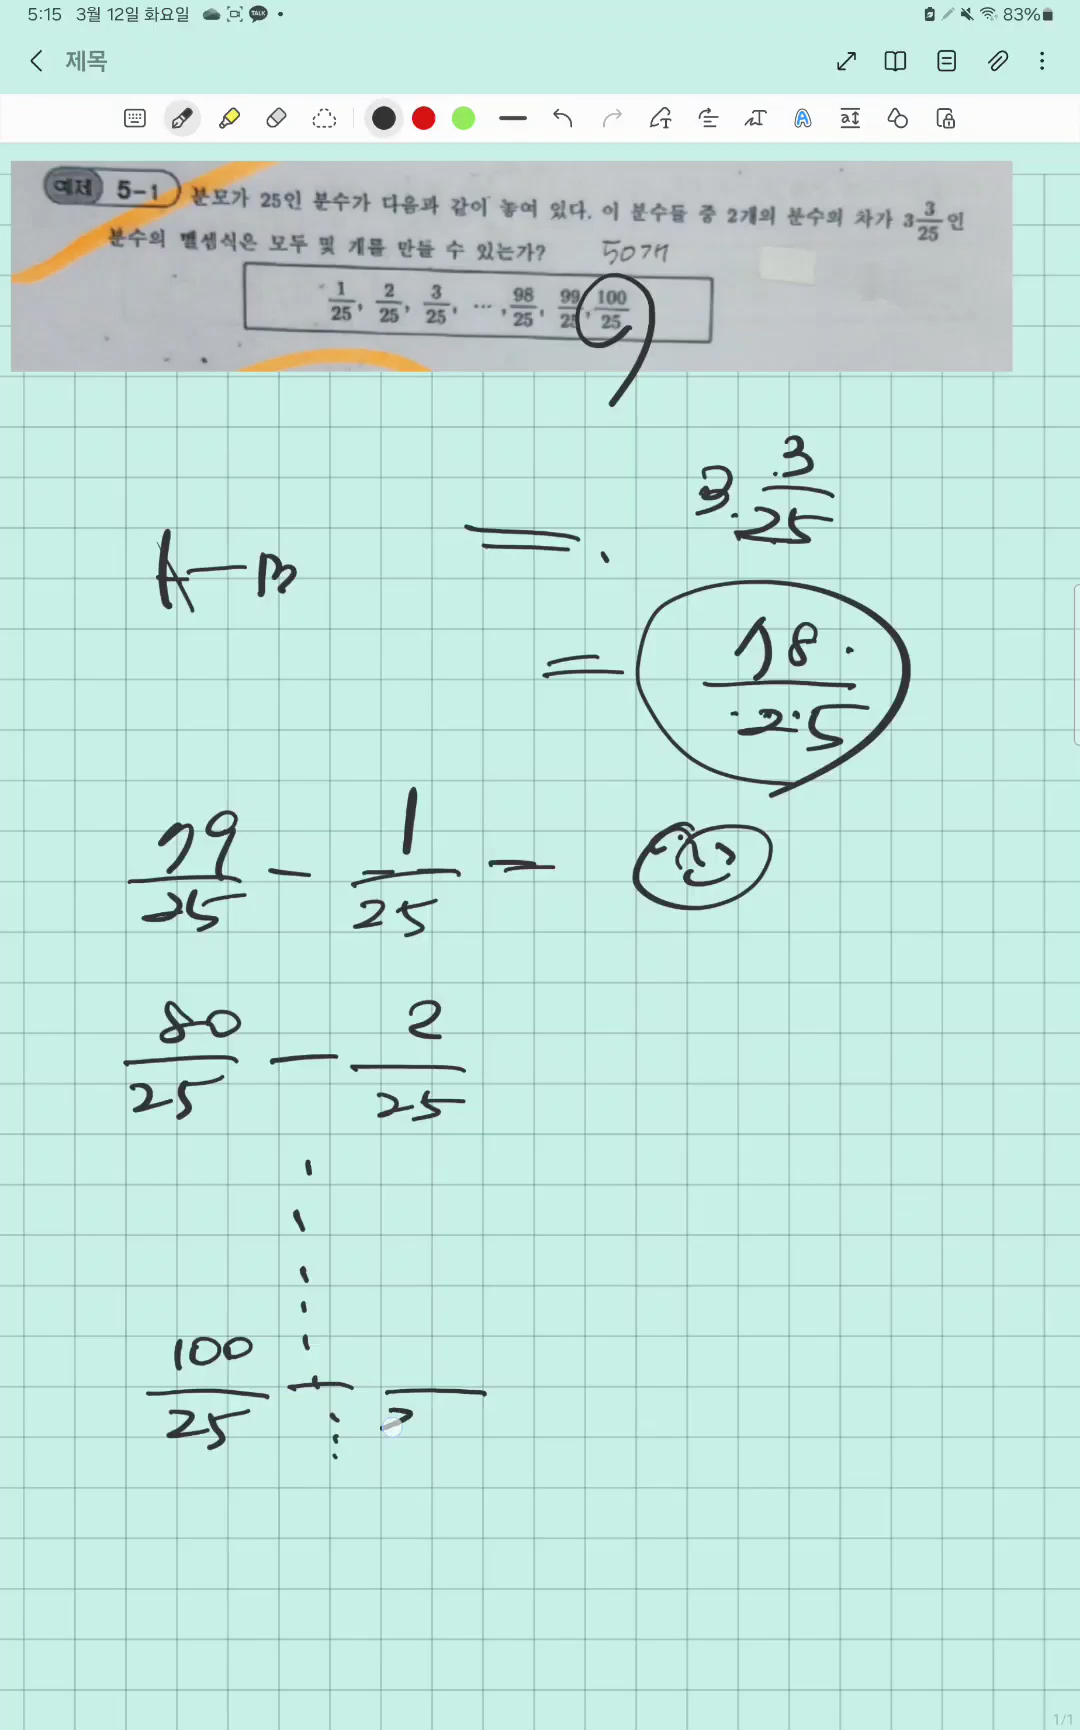 5:15 3월 12일 화요일 TALK 83%
제목
예제 5-1 분모가 25인 분수가 다음과 같이 놓여 있다. 이 분수들 중 2개의 분수의 차가 3 3/25 인
분수의 뺄셈식은 모두 몇 개를 만들 수 있는가? 50개
1/25, 2/25, 3/25, …, 98/25, 99/25, 100/25
A - B = 3 3/25
= 78/25
79/25 - 1/25 =
80/25 - 2/25
100/25 -
1/1